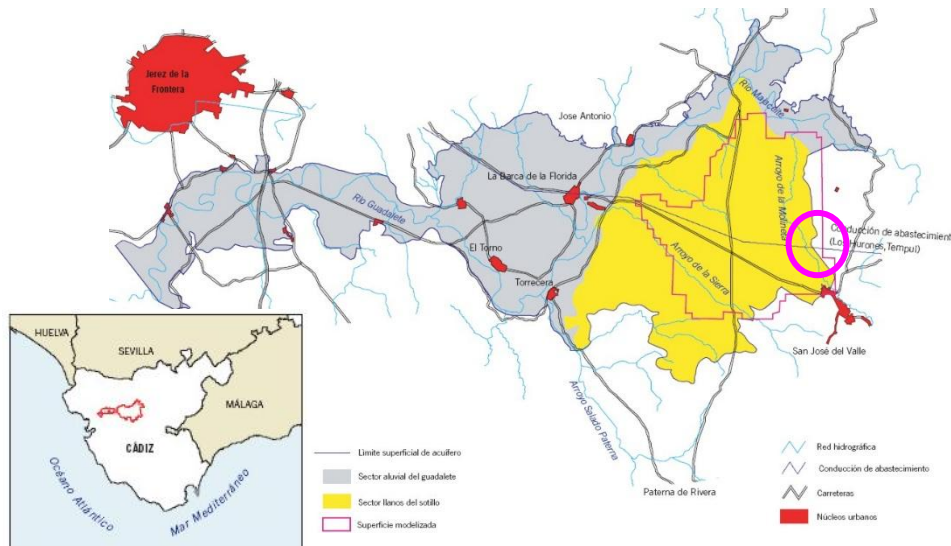 Jerez de la
Frontera
Jose Antonio
Río Majaceite
La Barca de la Florida
Arroyo de la Molineta
Río Guadalete
Conducción de abastecimiento
(Los Hurones,Tempul)
El Torno
Arroyo de la Sierra
Torrecera
San José del Valle
Arroyo Salado Paterna
Paterna de Rivera
HUELVA
SEVILLA
MÁLAGA
CÁDIZ
Océano Atlántico
Mar Mediterráneo
Limite superficial de acuífero
Sector aluvial del guadalete
Sector llanos del sotillo
Superficie modelizada
Red hidrográfica
Conducción de abastecimiento
Carreteras
Núcleos urbanos